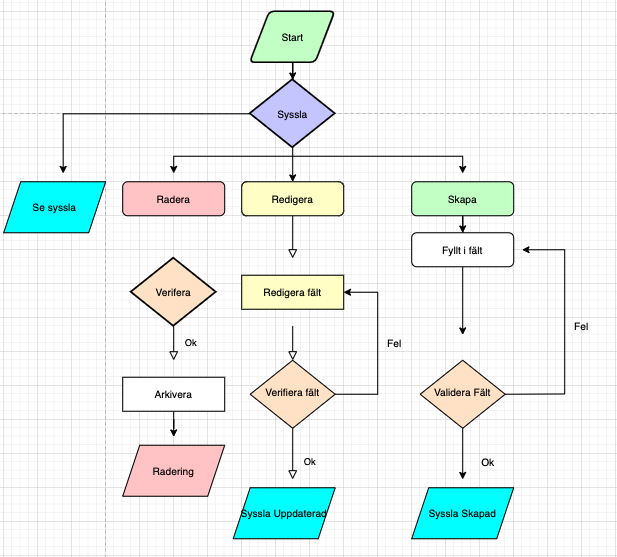 Start
Syssla
Se syssla
Radera
Redigera
Skapa
Fyllt i fält
Verifera
Redigera fält
Fel
Ok
Fel
Arkivera
Verifiera fält
Validera Fält
Radering
Ok
Ok
Syssla Uppdaterad
Syssla Skapad